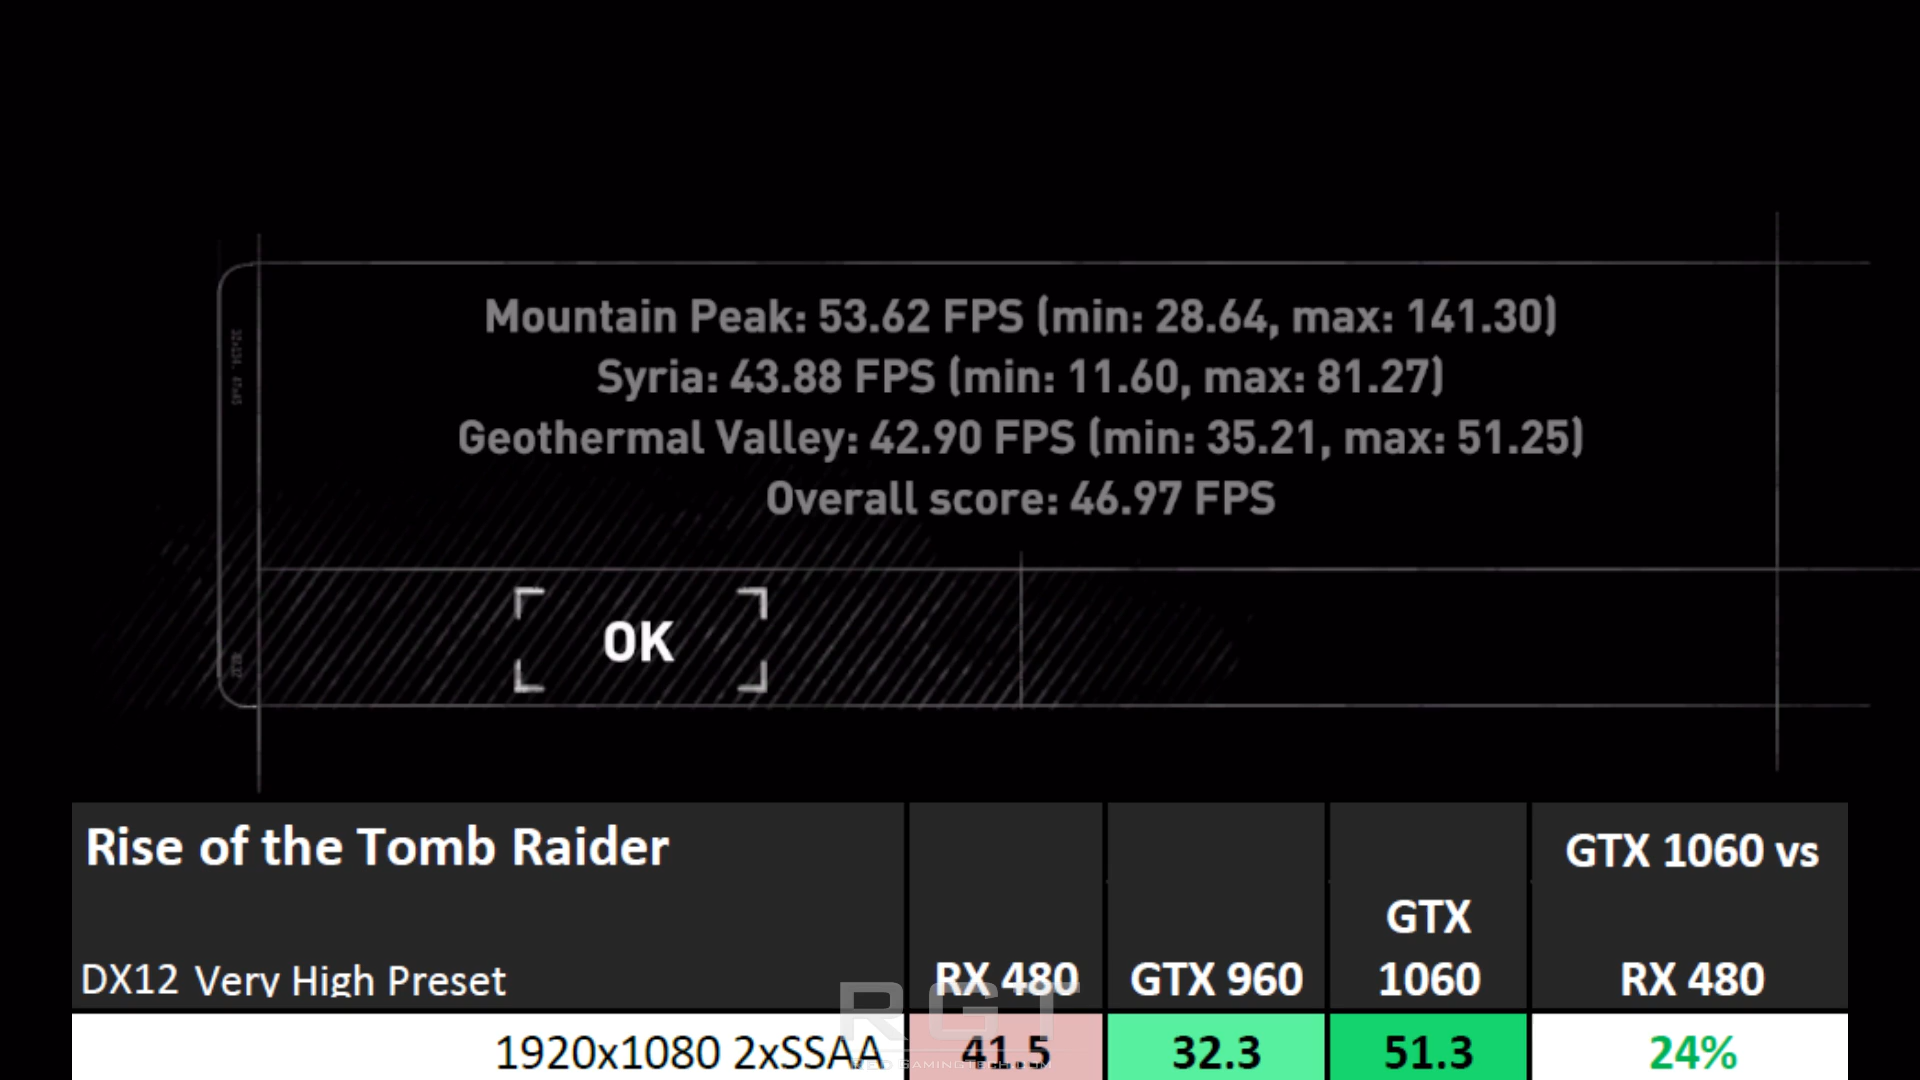 Mountain Peak: 53.62 FPS (min: 28.64, max: 141.30)
Syria: 43.88 FPS (min: 11.60, max: 81.27)
Geothermal Valley: 42.90 FPS (min: 35.21, max: 51.25)
Overall score: 46.97 FPS
OK
Rise of the Tomb Raider
GTX 1060 vs
GTX
DX12 Very High Preset RX 480 GTX 960 1060 RX 480
RGT
1920x1080 2xSSAA 41.5 32.3 51.3 24%